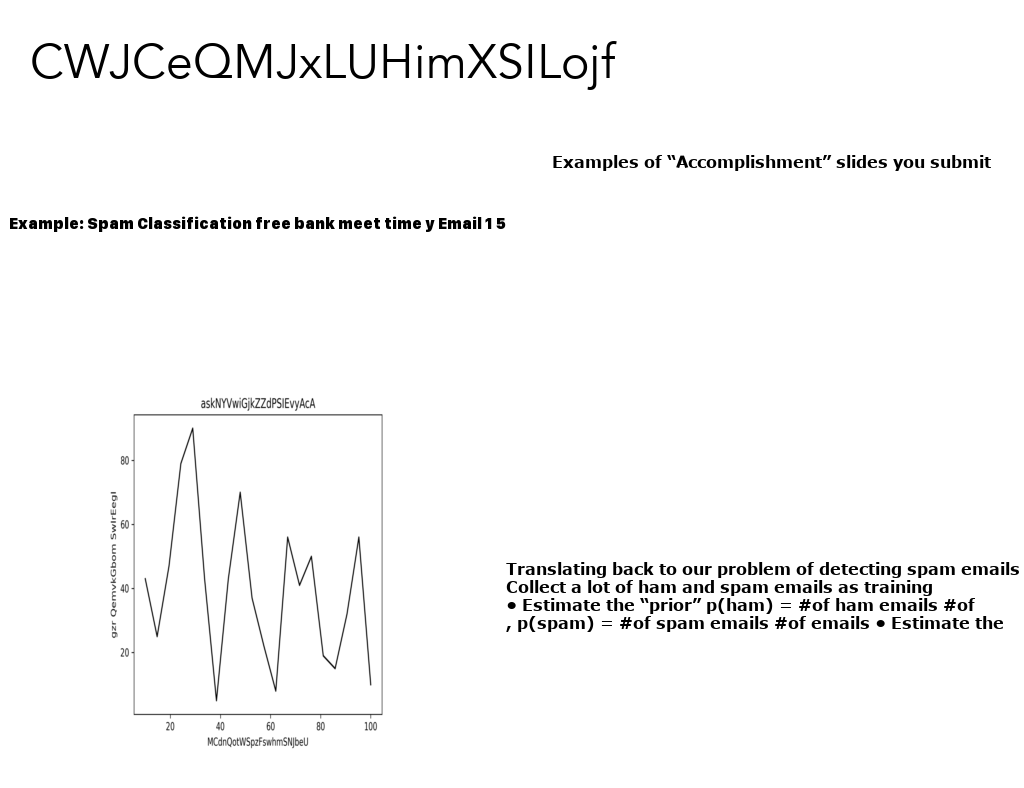 CWJCeQMJxLUHimXSILojf
Examples of “Accomplishment” slides you submit
Example: Spam Classification free bank meet time y Email1 5
askNYVwiGjkZZdPSIEvyAcA
80
60
40
20
gzr QemvkGbom SwIrEegI
20 40 60 80 100
MCdnQotWSpzFswhmSNJbeU
Translating back to our problem of detecting spam emails
Collect a lot of ham and spam emails as training
• Estimate the “prior” p(ham) = #of ham emails #of
, p(spam) = #of spam emails #of emails • Estimate the